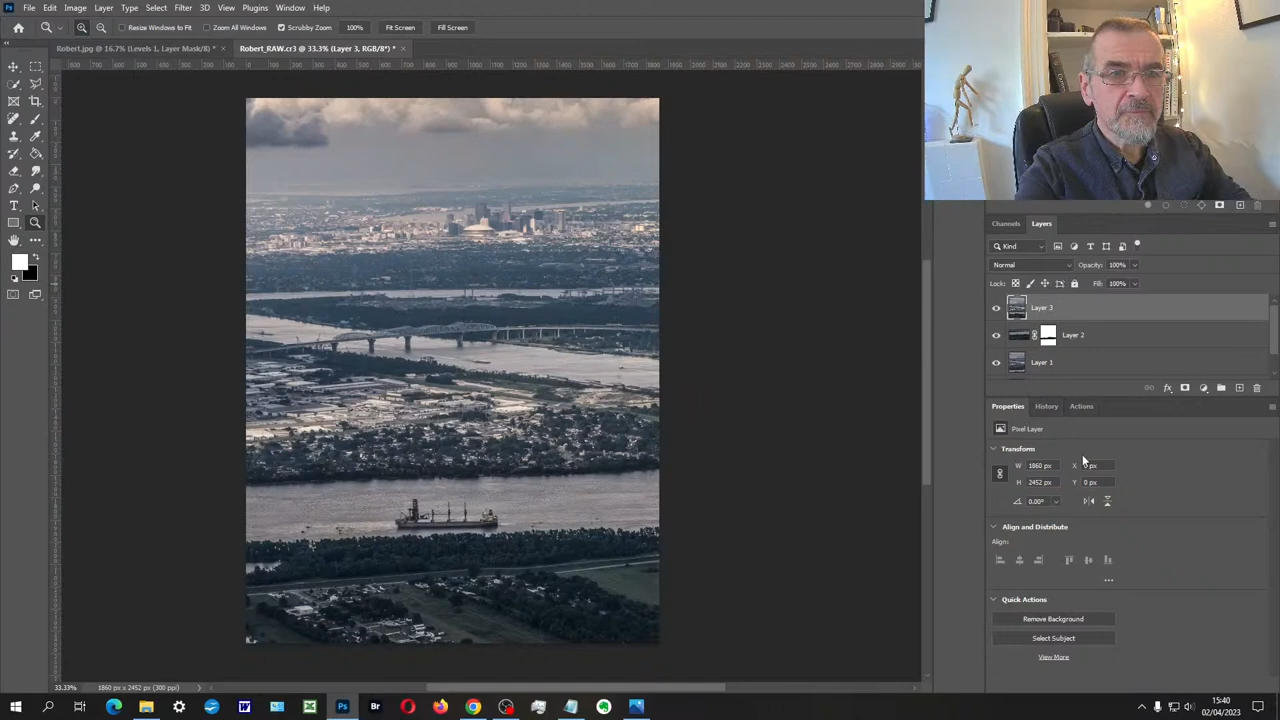 File Edit Image Layer Type Select Filter 3D View Plugins Window Help
Resize Windows to Fit All Windows Scrubby Zoom 100% Fit Screen Fill Screen
Robert.jpg @ 16.7% (Levels 1, Layer Mask/8) * × Robert_RAW.cr3 @ 33.3% (Layer 3, RGB/8*) * ×
Channels Layers
Kind
Normal Opacity: 100%
Lock: Fill: 100%
Layer 3
Layer 2
Layer 1
Properties History Actions
Pixel Layer
Transform
W 1860 px X px
H 2452 px Y 0 px
0.00°
Align and Distribute
Align:
Quick Actions
Remove Background
Select Subject
View More
33.33% 1860 px x 2452 px (300 ppi)
15:40
02/04/2023